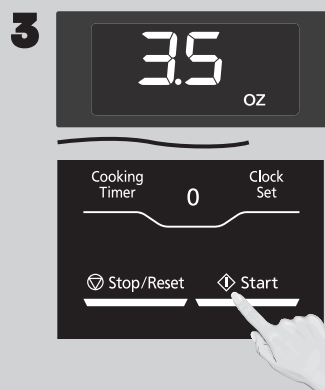 3
3.5
OZ
Cooking Timer
0
Clock Set
Stop/Reset
Start